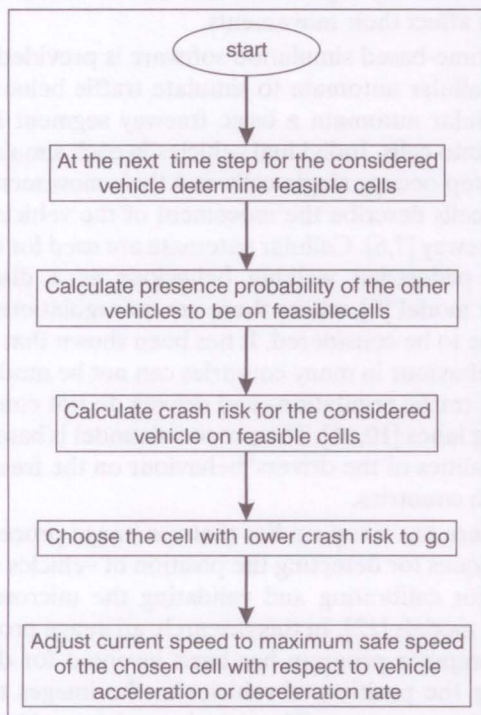 affect their movements
start
At the next time step for the considered
vehicle determine feasible cells
Calculate presence probability of the other
vehicles to be on feasiblecells
Calculate crash risk for the considered
vehicle on feasible cells
Choose the cell with lower crash risk to go
Adjust current speed to maximum safe speed
of the chosen cell with respect to vehicle
acceleration or deceleration rate